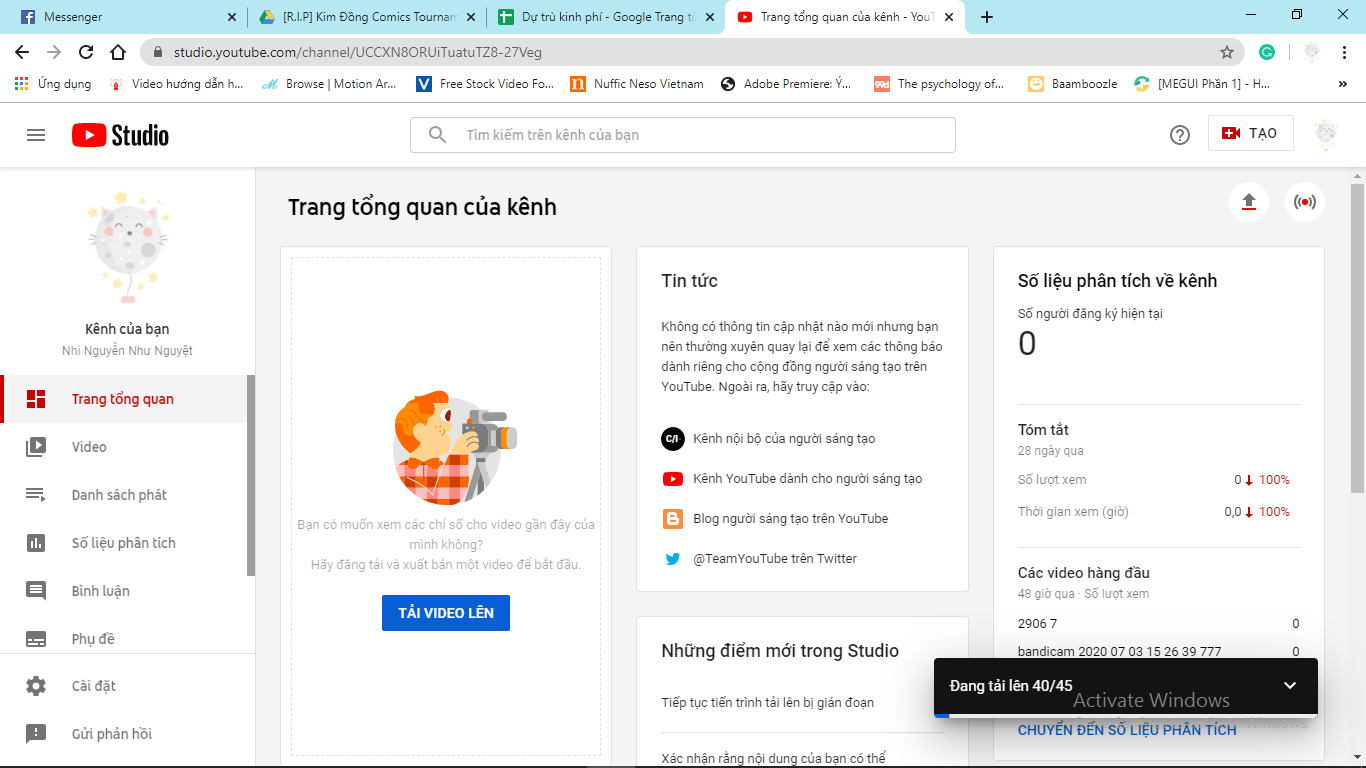 Messenger
[R.I.P] Kim Đồng Comics Tournam
Dự trù kinh phí - Google Trang tí
Trang tổng quan của kênh - YouT
studio.youtube.com/channel/UCCXN8ORUiTuatuTZ8-27Veg
Ứng dụng
Video hướng dẫn h...
Browse | Motion Ar...
Free Stock Video Fo...
Nuffic Neso Vietnam
Adobe Premiere: Ý...
The psychology of...
Baamboozle
[MEGUI Phần 1] - H...
Studio
Tìm kiếm trên kênh của bạn
TẠO
Kênh của bạn
Nhi Nguyễn Như Nguyệt
Trang tổng quan
Video
Danh sách phát
Số liệu phân tích
Bình luận
Phụ đề
Cài đặt
Gửi phản hồi
Trang tổng quan của kênh
Bạn có muốn xem các chỉ số cho video gần đây của
mình không?
Hãy đăng tải và xuất bản một video để bắt đầu.
TẢI VIDEO LÊN
Tin tức
Không có thông tin cập nhật nào mới nhưng bạn
nên thường xuyên quay lại để xem các thông báo
dành riêng cho cộng đồng người sáng tạo trên
YouTube. Ngoài ra, hãy truy cập vào:
C/I
Kênh nội bộ của người sáng tạo
Kênh YouTube dành cho người sáng tạo
Blog người sáng tạo trên YouTube
@TeamYouTube trên Twitter
Những điểm mới trong Studio
Tiếp tục tiến trình tải lên bị gián đoạn
Xác nhận rằng nội dung của bạn có thể
Số liệu phân tích về kênh
Số người đăng ký hiện tại
0
Tóm tắt
28 ngày qua
Số lượt xem 0 100%
Thời gian xem (giờ) 0,0 100%
Các video hàng đầu
48 giờ qua · Số lượt xem
2906 7 0
bandicam 2020 07 03 15 26 39 777 0
Đang tải lên 40/45
Activate Windows
CHUYỂN ĐẾN SỐ LIỆU PHÂN TÍCH